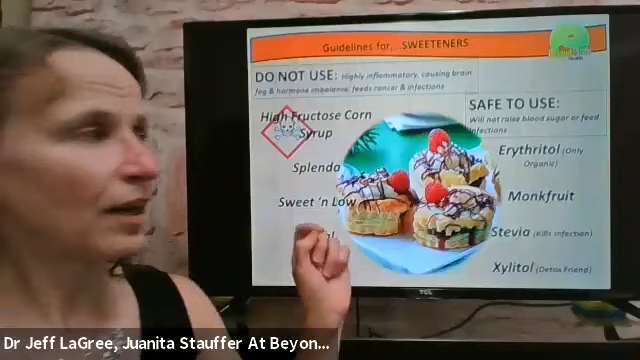 Guidelines for,...SWEETENERS
DO NOT USE: Highly inflammatory, causing brain
fog & hormone imbalance, feeds cancer & infections
High Fructose Corn
Syrup
Splenda
Sweet 'n Low
SAFE TO USE:
Will not raise blood sugar or feed
infections
Erythritol (Only
Organic)
Monkfruit
Stevia (Kills Infection)
Xylitol (Detox Friend)
Health
TCL
Dr Jeff LaGree, Juanita Stauffer At Beyon...